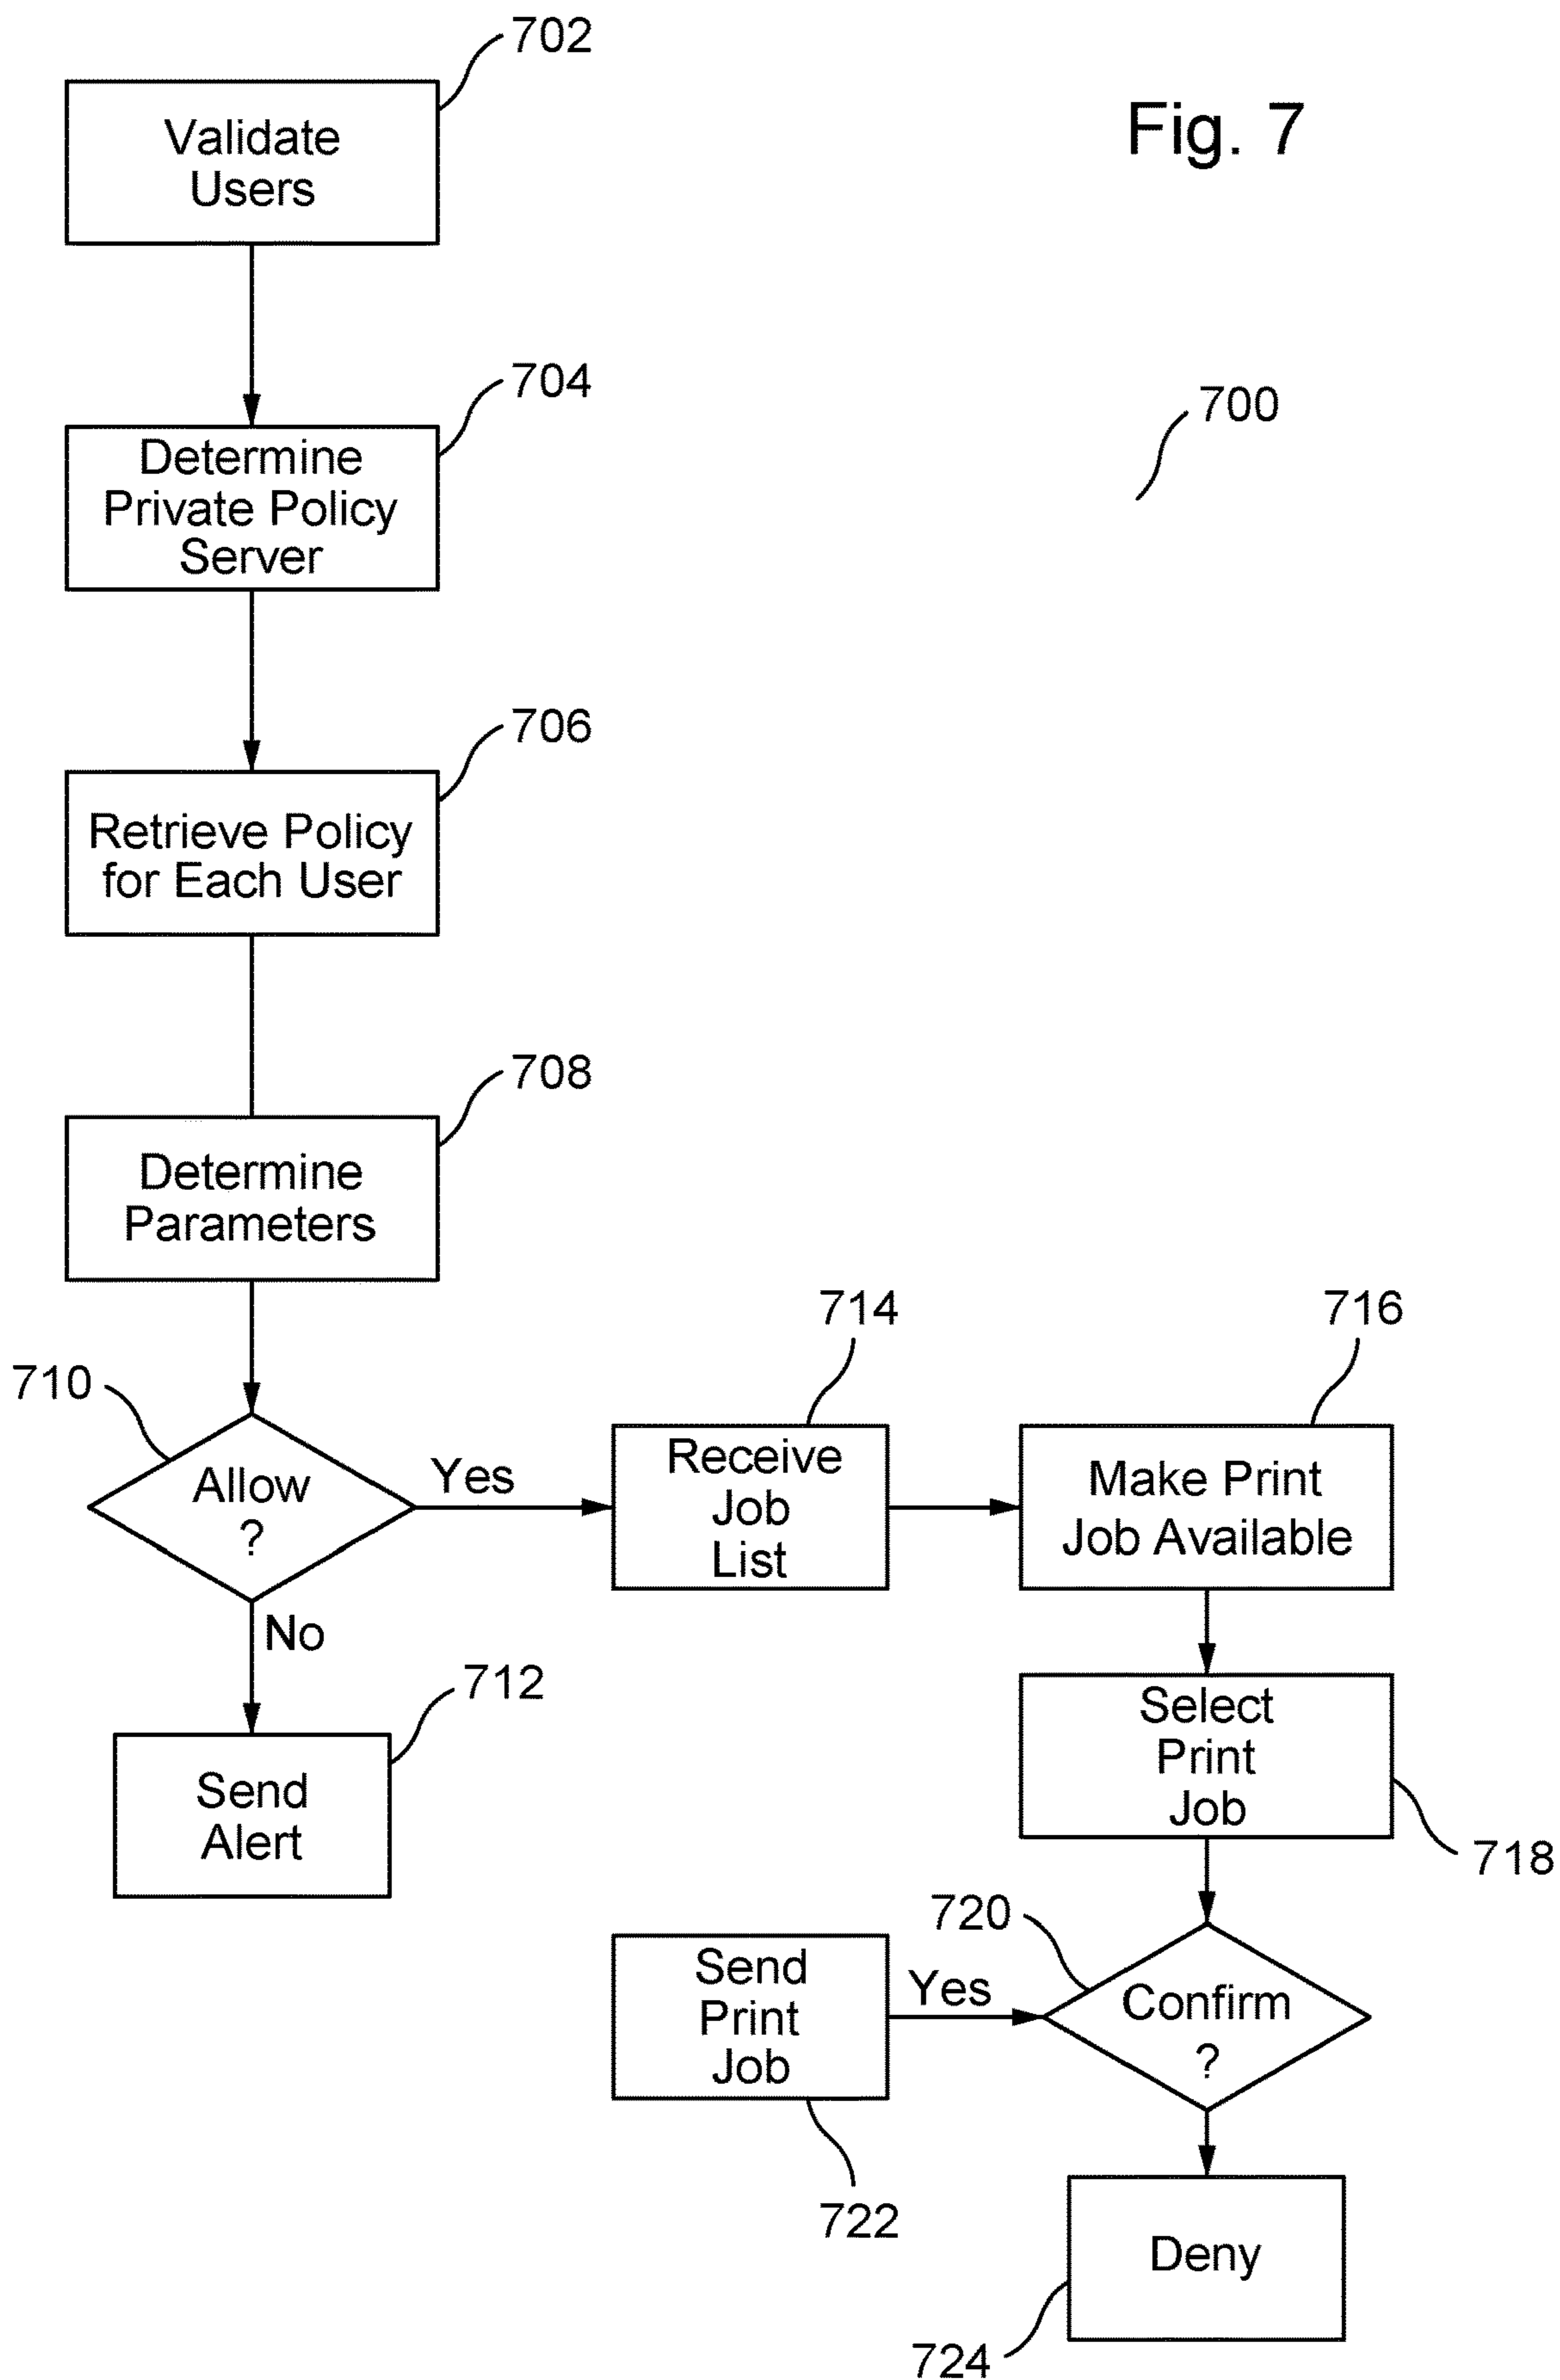 702
Validate
Users
Fig. 7
704
Determine
Private Policy
Server
700
706
Retrieve Policy
for Each User
708
Determine
Parameters
710
Allow
?
Yes
714
Receive
Job
List
716
Make Print
Job Available
No
712
Send
Alert
Select
Print
Job
718
720
Confirm
?
Yes
Send
Print
Job
722
Deny
724